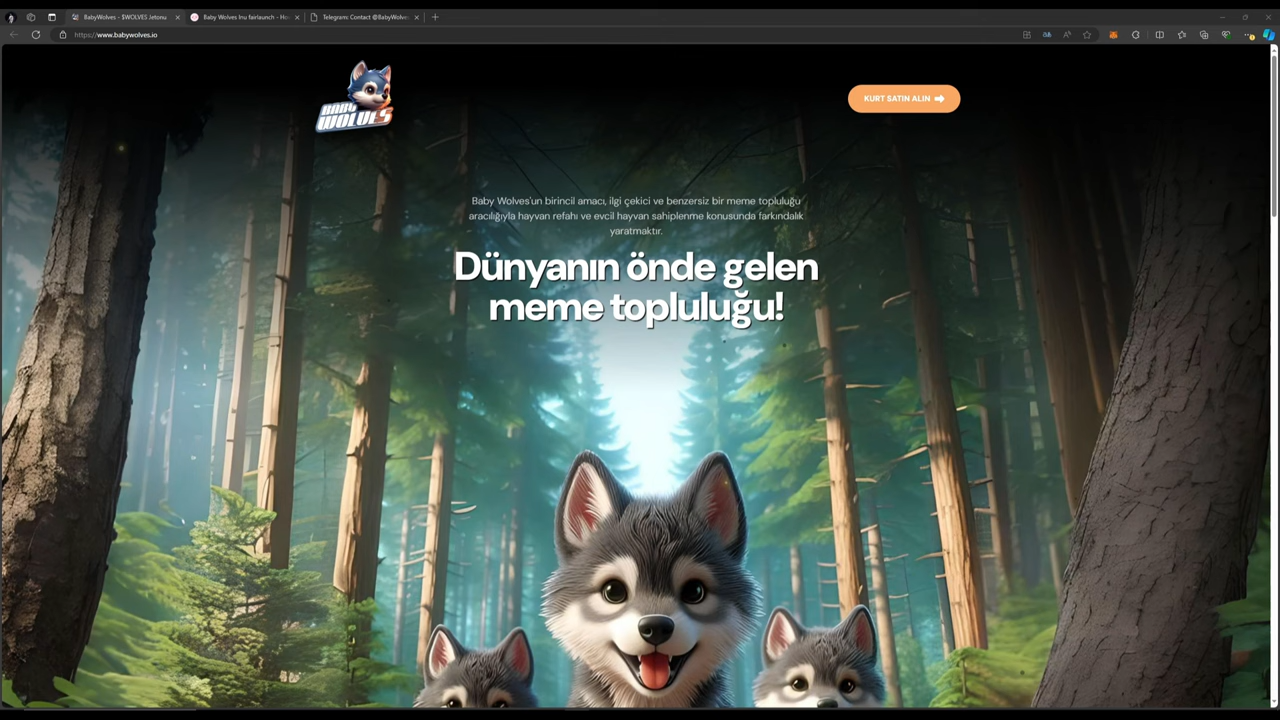 BabyWolves - $WOLVES Jetonu
Baby Wolves Inu fairlaunch - Ho
Telegram: Contact @BabyWolves
https://www.babywolves.io
BABY
WOLVES
KURT SATIN ALIN
Baby Wolves'un birincil amacı, ilgi çekici ve benzersiz bir meme topluluğu
aracılığıyla hayvan refahı ve evcil hayvan sahiplenme konusunda farkındalık
yaratmaktır.
Dünyanın önde gelen
meme topluluğu!